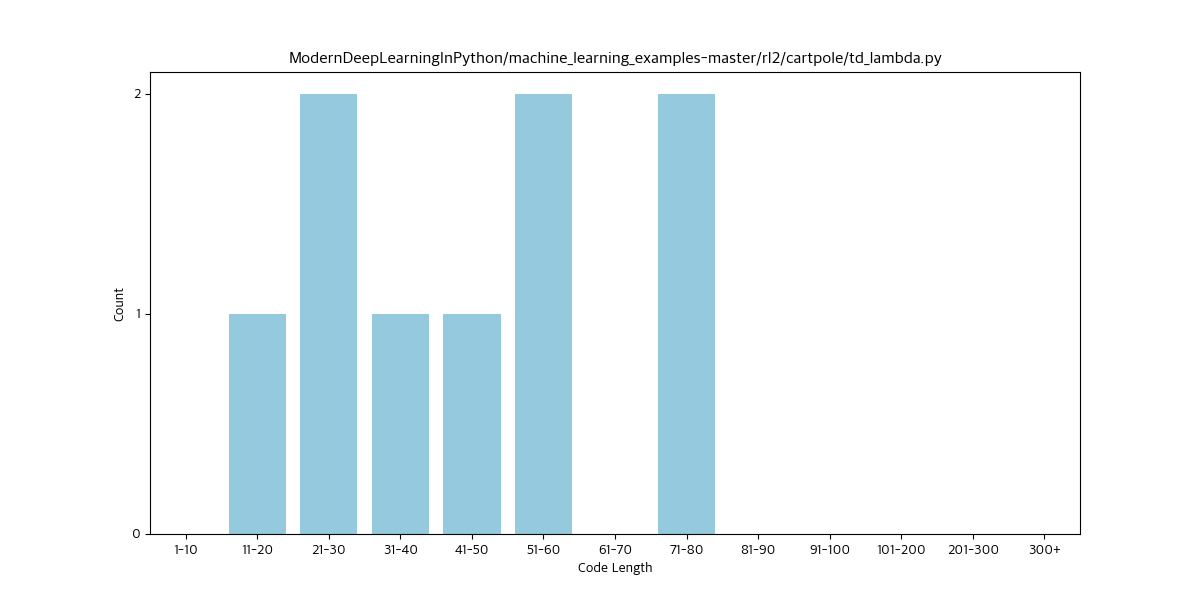 ModernDeepLearningInPython/machine_learning_examples-master/rl2/cartpole/td_lambda.py
2
1
0
Count
1-10 11-20 21-30 31-40 41-50 51-60 61-70 71-80 81-90 91-100 101-200 201-300 300+
Code Length